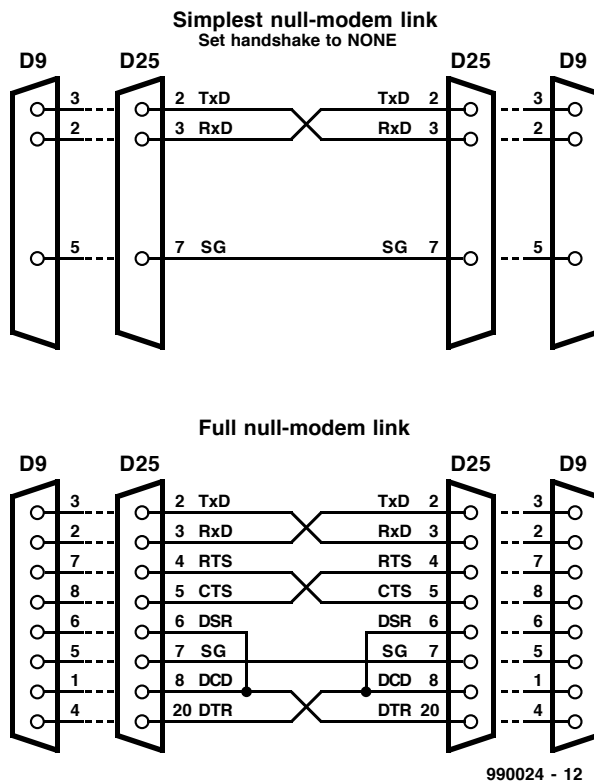 Simplest null-modem link
Set handshake to NONE
D9 D25 D25 D9
3 2 TxD TxD 2 3
2 3 RxD RxD 3 2
5 7 SG SG 7 5
Full null-modem link
D9 D25 D25 D9
3 2 TxD TxD 2 3
2 3 RxD RxD 3 2
7 4 RTS RTS 4 7
8 5 CTS CTS 5 8
6 6 DSR DSR 6 6
5 7 SG SG 7 5
1 8 DCD DCD 8 1
4 20 DTR DTR 20 4
990024 - 12